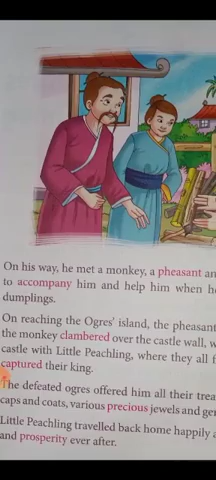 On his way, he met a monkey, a pheasant an
to accompany him and help him when h
dumplings.
On reaching the Ogres' island, the pheasant
the monkey clambered over the castle wall, w
castle with Little Peachling, where they all f
captured their king.
The defeated ogres offered him all their trea
caps and coats, various precious jewels and ge
Little Peachling travelled back home happily a
and prosperity ever after.